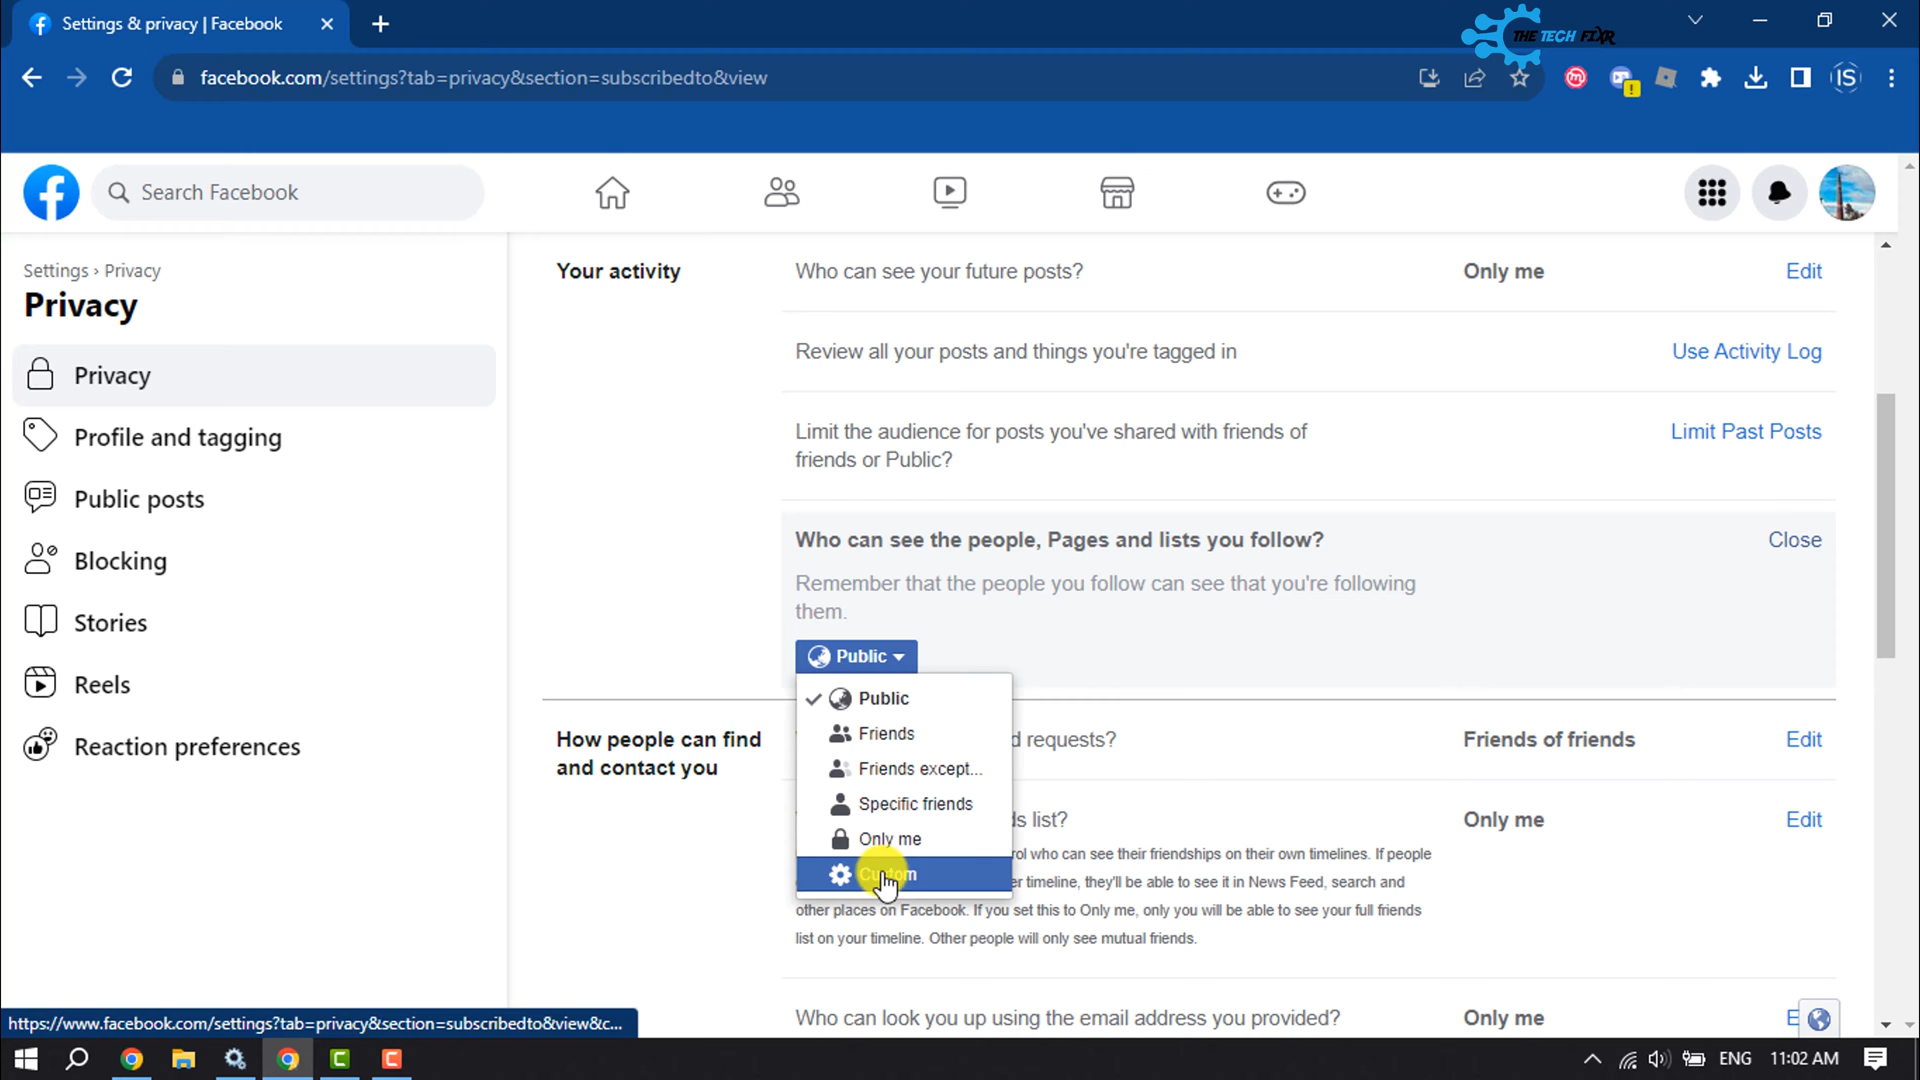 Settings & privacy | Facebook
THE TECH FIXR
facebook.com/settings?tab=privacy&section=subscribedto&view
IS
Search Facebook
Settings › Privacy
Privacy
Privacy
Profile and tagging
Public posts
Blocking
Stories
Reels
Reaction preferences
Your activity
Who can see your future posts?
Only me
Edit
Review all your posts and things you're tagged in
Use Activity Log
Limit the audience for posts you've shared with friends of
friends or Public?
Limit Past Posts
Who can see the people, Pages and lists you follow?
Close
Remember that the people you follow can see that you're following
them.
Public
Public
Friends
Friends except...
Specific friends
Only me
Custom
How people can find
and contact you
d requests?
Friends of friends
Edit
ds list?
Only me
Edit
rol who can see their friendships on their own timelines. If people
er timeline, they'll be able to see it in News Feed, search and
other places on Facebook. If you set this to Only me, only you will be able to see your full friends
list on your timeline. Other people will only see mutual friends.
Who can look you up using the email address you provided?
Only me
E
https://www.facebook.com/settings?tab=privacy&section=subscribedto&view&c...
ENG
11:02 AM